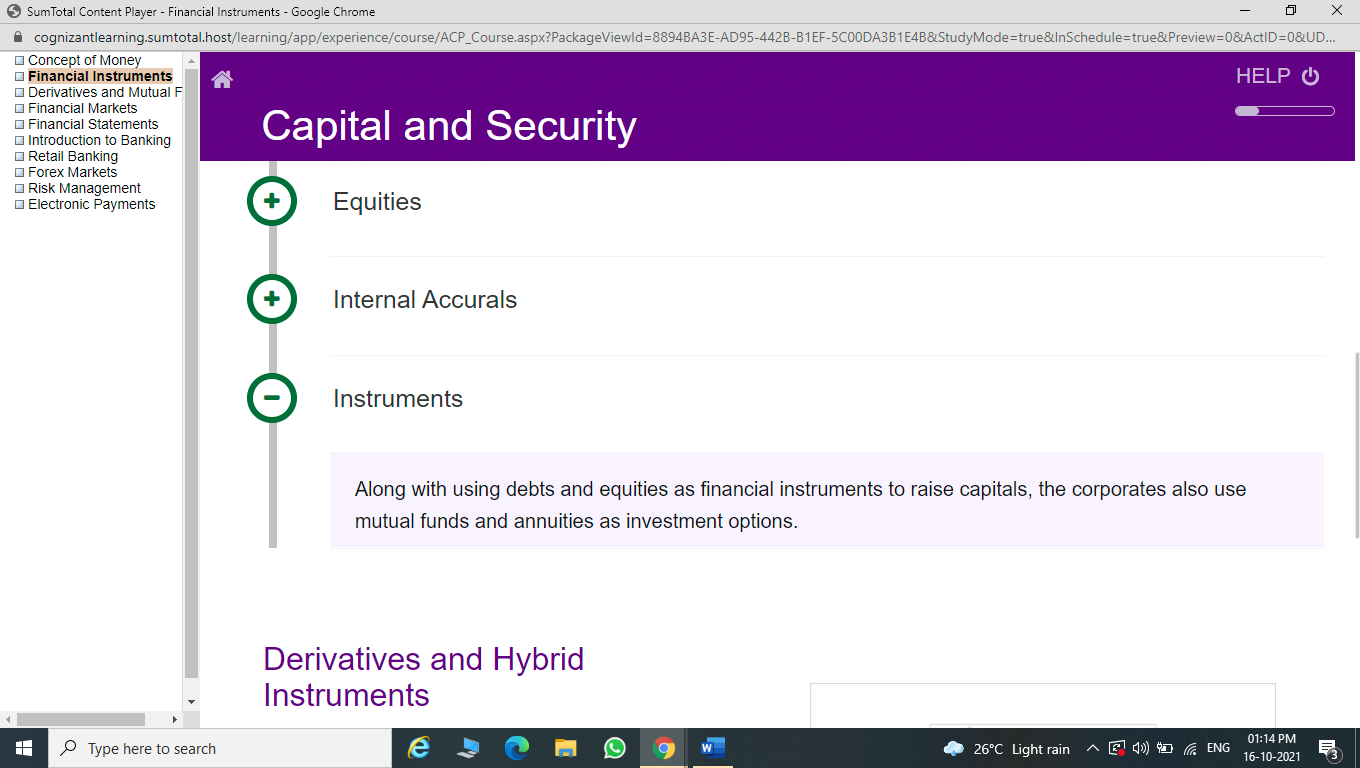 SumTotal Content Player - Financial Instruments - Google Chrome
cognizantlearning.sumtotal.host/learning/app/experience/course/ACP_Course.aspx?PackageViewId=8894BA3E-AD95-442B-B1EF-5C00DA3B1E4B&StudyMode=true&InSchedule=true&Preview=0&ActID=0&UD...
Concept of Money
Financial Instruments
Derivatives and Mutual F
Financial Markets
Financial Statements
Introduction to Banking
Retail Banking
Forex Markets
Risk Management
Electronic Payments
HELP
Capital and Security
Equities
Internal Accurals
Instruments
Along with using debts and equities as financial instruments to raise capitals, the corporates also use
mutual funds and annuities as investment options.
Derivatives and Hybrid
Instruments
Type here to search
26°C Light rain
ENG
01:14 PM
16-10-2021
3